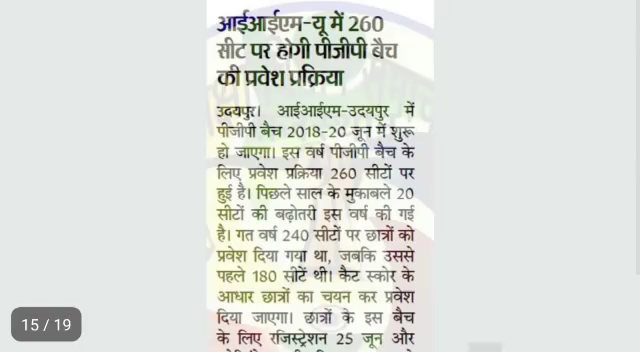 आईआईएम-यू में 260
सीट पर होगी पीजीपी बैच
की प्रवेश प्रक्रिया
उदयपुर। आईआईएम-उदयपुर में
पीजीपी बैच 2018-20 जून में शुरू
हो जाएगा। इस वर्ष पीजीपी बैच के
लिए प्रवेश प्रक्रिया 260 सीटों पर
हुई है। पिछले साल के मुकाबले 20
सीटों की बढ़ोतरी इस वर्ष की गई
है। गत वर्ष 240 सीटों पर छात्रों को
प्रवेश दिया गया था, जबकि उससे
पहले 180 सीटें थी। कैट स्कोर के
आधार छात्रों का चयन कर प्रवेश
दिया जाएगा। छात्रों के इस बैच
के लिए रजिस्ट्रेशन 25 जून और
15 / 19